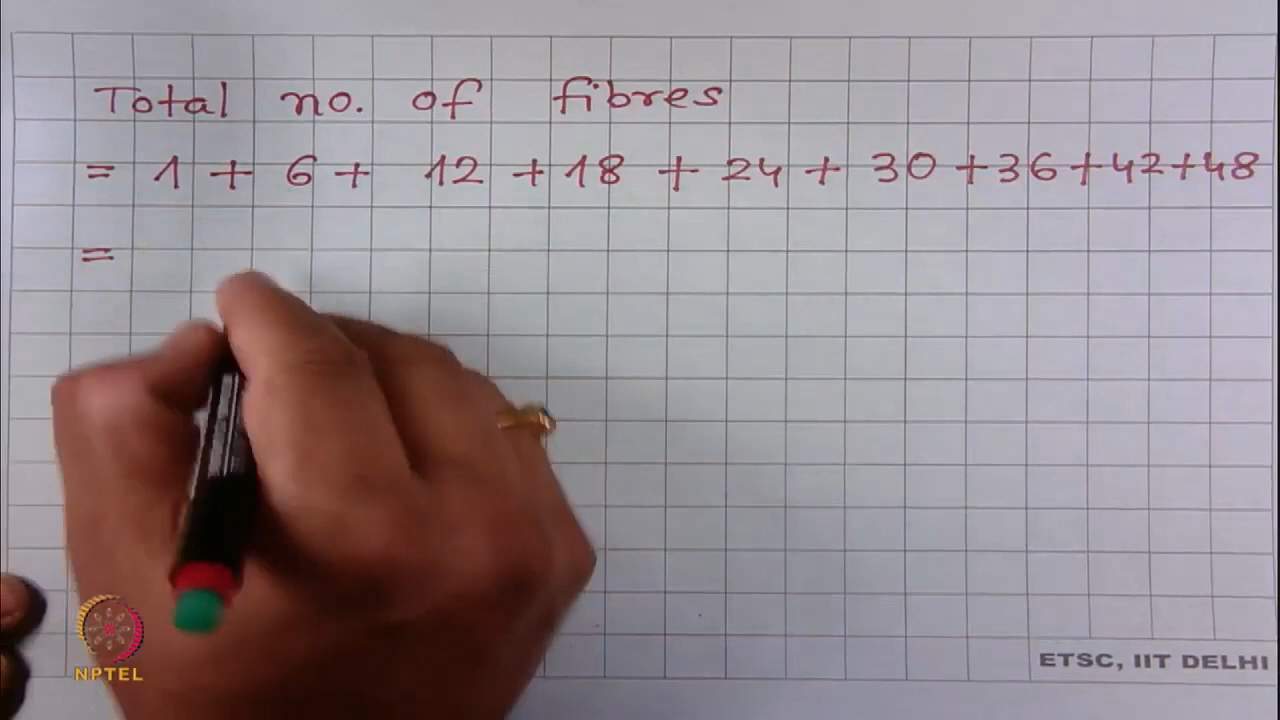 Total no. of fibres
= 1 + 6 + 12 + 18 + 24 + 30 + 36 + 42 + 48
=
NPTEL
ETSC, IIT DELHI